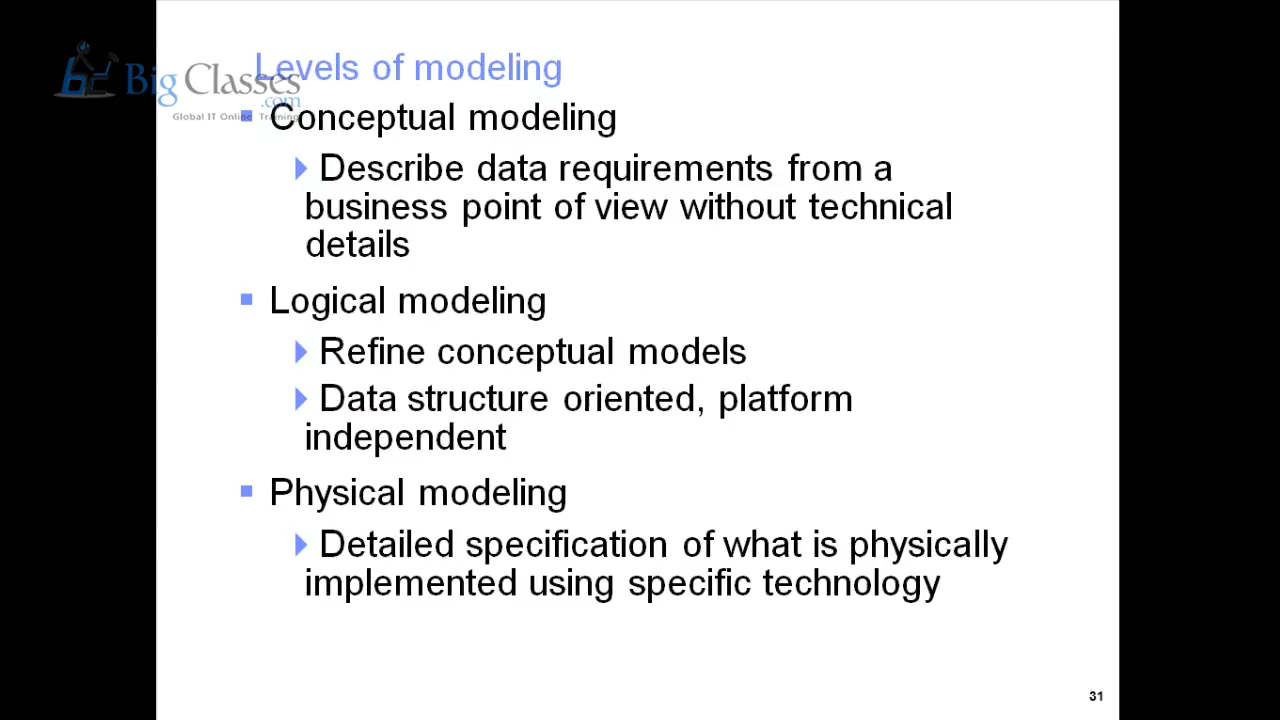 Levels of modeling
Big Classes
.com
Global IT Online Training
Conceptual modeling
Describe data requirements from a
business point of view without technical
details
Logical modeling
Refine conceptual models
Data structure oriented, platform
independent
Physical modeling
Detailed specification of what is physically
implemented using specific technology
31